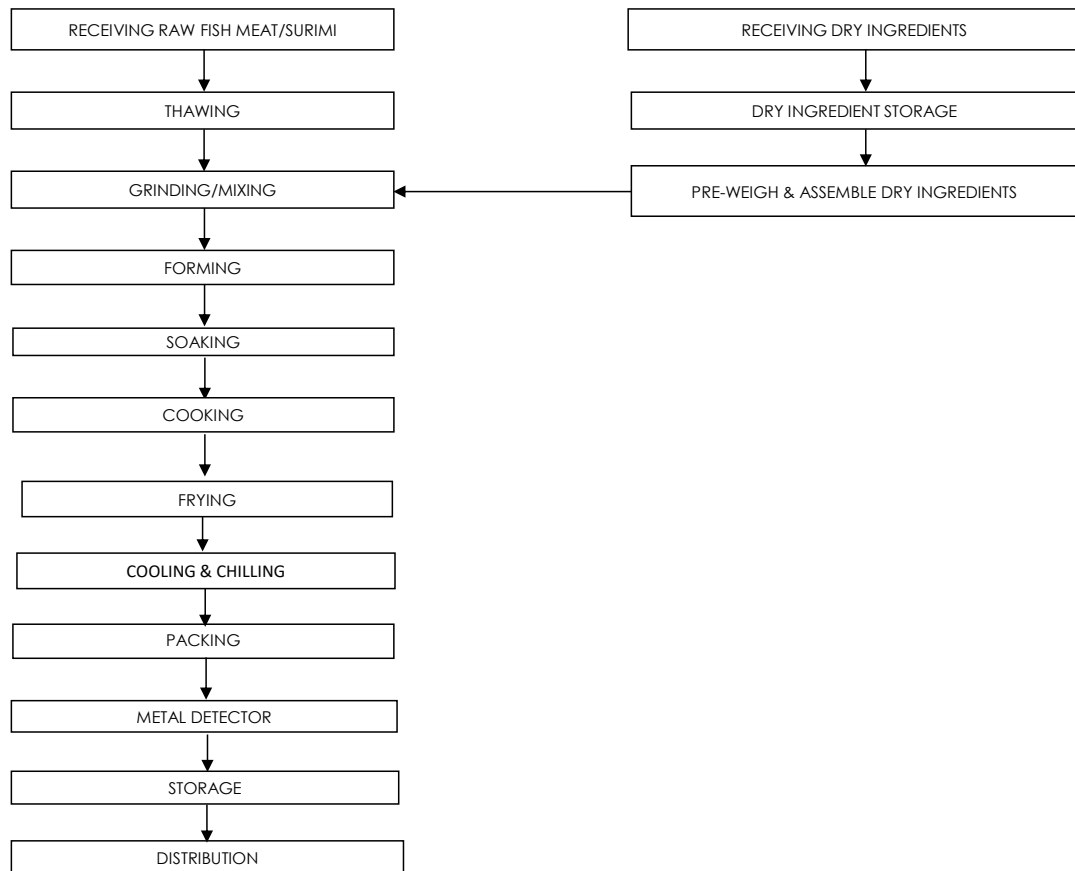 RECEIVING RAW FISH MEAT/SURIMI
THAWING
GRINDING/MIXING
FORMING
SOAKING
COOKING
FRYING
COOLING & CHILLING
PACKING
METAL DETECTOR
STORAGE
DISTRIBUTION
RECEIVING DRY INGREDIENTS
DRY INGREDIENT STORAGE
PRE-WEIGH & ASSEMBLE DRY INGREDIENTS